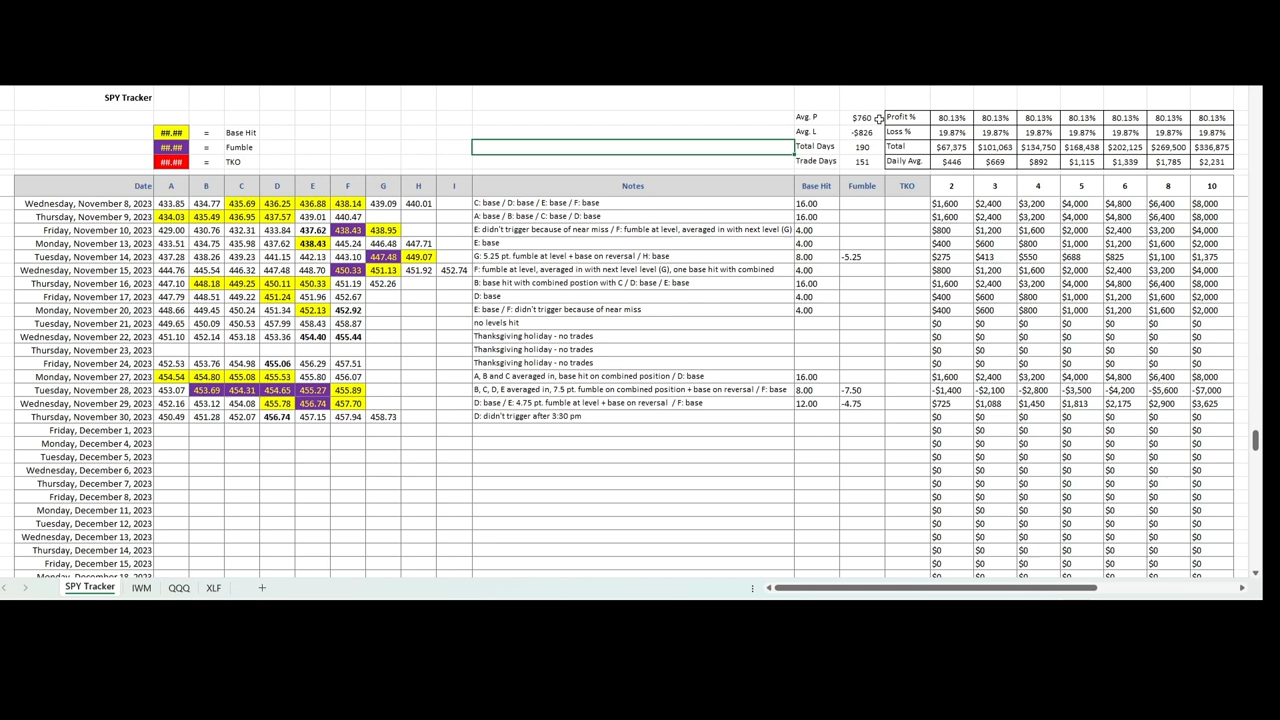 SPY Tracker
Avg. P $760 Profit % 80.13% 80.13% 80.13% 80.13% 80.13% 80.13% 80.13%
##.## = Base Hit Avg. L -$826 Loss % 19.87% 19.87% 19.87% 19.87% 19.87% 19.87% 19.87%
##.## = Fumble Total Days 190 Total $67,375 $101,063 $134,750 $168,438 $202,125 $269,500 $336,875
##.## = TKO Trade Days 151 Daily Avg. $446 $669 $892 $1,115 $1,339 $1,785 $2,231
Date A B C D E F G H I Notes Base Hit Fumble TKO 2 3 4 5 6 8 10
Wednesday, November 8, 2023 433.85 434.77 435.69 436.25 436.88 438.14 439.09 440.01 C: base / D: base / E: base / F: base 16.00 $1,600 $2,400 $3,200 $4,000 $4,800 $6,400 $8,000
Thursday, November 9, 2023 434.03 435.49 436.95 437.57 439.01 440.47 A: base / B: base / C: base / D: base 16.00 $1,600 $2,400 $3,200 $4,000 $4,800 $6,400 $8,000
Friday, November 10, 2023 429.00 430.76 432.31 433.84 437.62 438.43 438.95 E: didn't trigger because of near miss / F: fumble at level, averaged in with next level (G) 4.00 $800 $1,200 $1,600 $2,000 $2,400 $3,200 $4,000
Monday, November 13, 2023 433.51 434.75 435.98 437.62 438.43 445.24 446.48 447.71 E: base 4.00 $400 $600 $800 $1,000 $1,200 $1,600 $2,000
Tuesday, November 14, 2023 437.28 438.26 439.23 441.15 442.13 443.10 447.48 449.07 G: 5.25 pt. fumble at level + base on reversal / H: base 8.00 -5.25 $275 $413 $550 $688 $825 $1,100 $1,375
Wednesday, November 15, 2023 444.76 445.54 446.32 447.48 448.70 450.33 451.13 451.92 452.74 F: fumble at level, averaged in with next level level (G), one base hit with combined 4.00 $800 $1,200 $1,600 $2,000 $2,400 $3,200 $4,000
Thursday, November 16, 2023 447.10 448.18 449.25 450.11 450.33 451.19 452.26 B: base hit with combined postion with C / D: base / E: base 16.00 $1,600 $2,400 $3,200 $4,000 $4,800 $6,400 $8,000
Friday, November 17, 2023 447.79 448.51 449.22 451.24 451.96 452.67 D: base 4.00 $400 $600 $800 $1,000 $1,200 $1,600 $2,000
Monday, November 20, 2023 448.66 449.45 450.24 451.34 452.13 452.92 E: base / F: didn't trigger because of near miss 4.00 $400 $600 $800 $1,000 $1,200 $1,600 $2,000
Tuesday, November 21, 2023 449.65 450.09 450.53 457.99 458.43 458.87 no levels hit $0 $0 $0 $0 $0 $0 $0
Wednesday, November 22, 2023 451.10 452.14 453.18 453.36 454.40 455.44 Thanksgiving holiday - no trades $0 $0 $0 $0 $0 $0 $0
Thursday, November 23, 2023 Thanksgiving holiday - no trades $0 $0 $0 $0 $0 $0 $0
Friday, November 24, 2023 452.53 453.76 454.98 455.06 456.29 457.51 Thanksgiving holiday - no trades $0 $0 $0 $0 $0 $0 $0
Monday, November 27, 2023 454.54 454.80 455.08 455.53 455.80 456.07 A, B and C averaged in, base hit on combined position / D: base 16.00 $1,600 $2,400 $3,200 $4,000 $4,800 $6,400 $8,000
Tuesday, November 28, 2023 453.07 453.69 454.31 454.65 455.27 455.89 B, C, D, E averaged in, 7.5 pt. fumble on combined position + base on reversal / F: base 8.00 -7.50 -$1,400 -$2,100 -$2,800 -$3,500 -$4,200 -$5,600 -$7,000
Wednesday, November 29, 2023 452.16 453.12 454.08 455.78 456.74 457.70 D: base / E: 4.75 pt. fumble at level + base on reversal / F: base 12.00 -4.75 $725 $1,088 $1,450 $1,813 $2,175 $2,900 $3,625
Thursday, November 30, 2023 450.49 451.28 452.07 456.74 457.15 457.94 458.73 D: didn't trigger after 3:30 pm $0 $0 $0 $0 $0 $0 $0
Friday, December 1, 2023 $0 $0 $0 $0 $0 $0 $0
Monday, December 4, 2023 $0 $0 $0 $0 $0 $0 $0
Tuesday, December 5, 2023 $0 $0 $0 $0 $0 $0 $0
Wednesday, December 6, 2023 $0 $0 $0 $0 $0 $0 $0
Thursday, December 7, 2023 $0 $0 $0 $0 $0 $0 $0
Friday, December 8, 2023 $0 $0 $0 $0 $0 $0 $0
Monday, December 11, 2023 $0 $0 $0 $0 $0 $0 $0
Tuesday, December 12, 2023 $0 $0 $0 $0 $0 $0 $0
Wednesday, December 13, 2023 $0 $0 $0 $0 $0 $0 $0
Thursday, December 14, 2023 $0 $0 $0 $0 $0 $0 $0
Friday, December 15, 2023 $0 $0 $0 $0 $0 $0 $0
Monday, December 18, 2023 $0 $0 $0 $0 $0 $0 $0
SPY Tracker IWM QQQ XLF